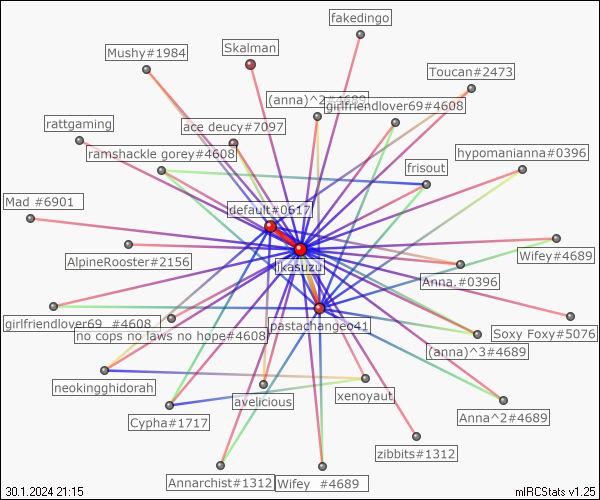 fakedingo
Skalman
Mushy#1984
Toucan#2473
(anna)^2#4689
girlfriendlover69#4608
rattgaming
ace deucy#7097
ramshackle gorey#4608
hypomanianna#0396
frisout
Mad #6901
default#0617
AlpineRooster#2156
Wifey#4689
jkasuzu
Anna.#0396
girlfriendlover69 #4608
pastachangeo41
Soxy Foxy#5076
no cops no laws no hope#4608
(anna)^3#4689
neokingghidorah
xenoyaut
avelicious
Cypha#1717
Anna^2#4689
zibbits#1312
Annarchist#1312
Wifey #4689
30.1.2024 21:15
mIRCStats v1.25